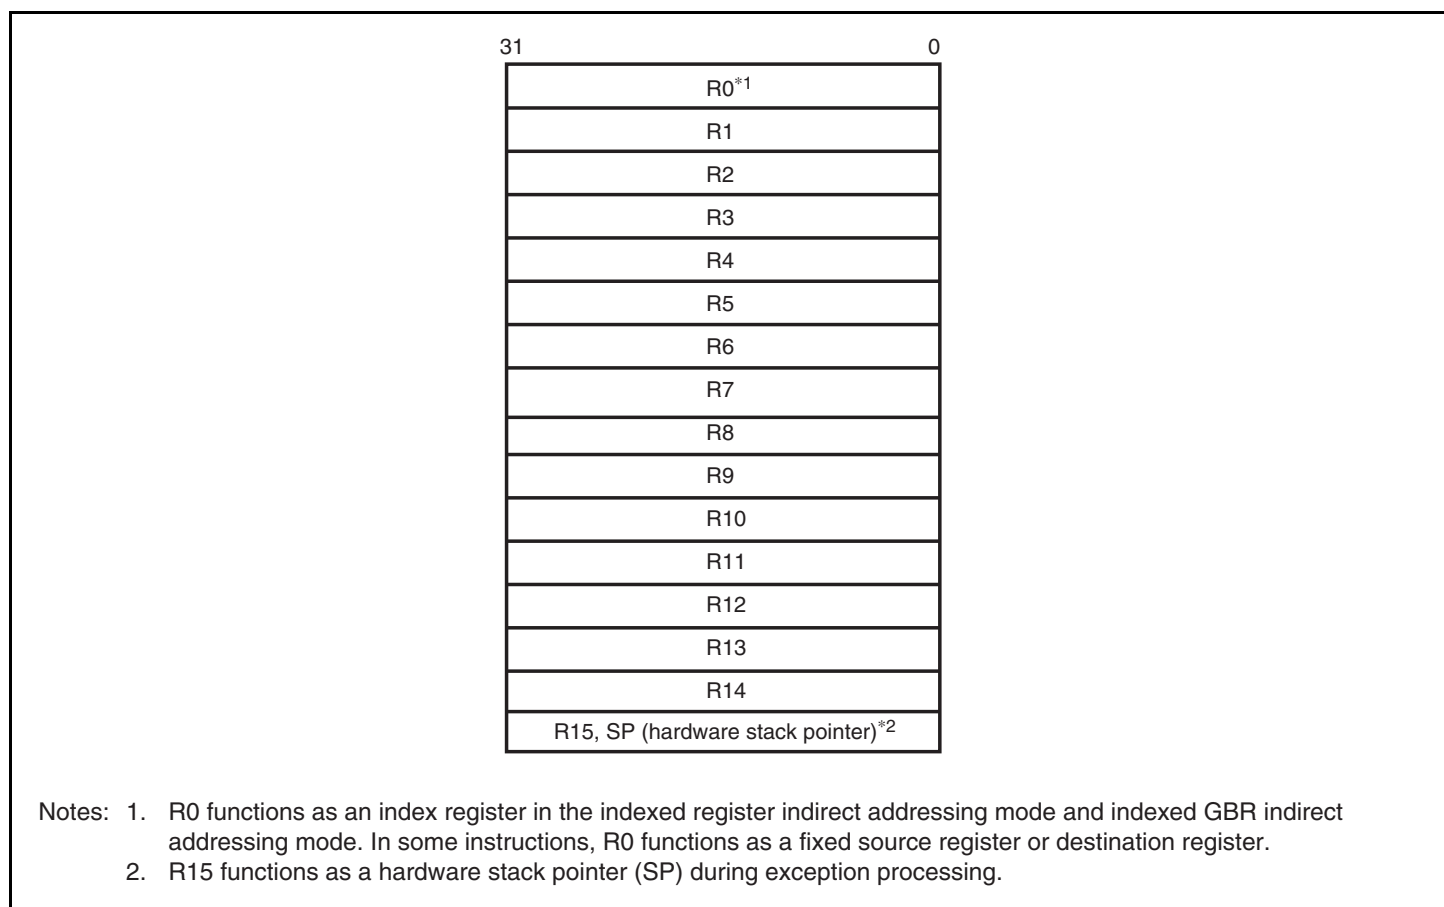 31 0
R0*1
R1
R2
R3
R4
R5
R6
R7
R8
R9
R10
R11
R12
R13
R14
R15, SP (hardware stack pointer)*2
Notes: 1. R0 functions as an index register in the indexed register indirect addressing mode and indexed GBR indirect
addressing mode. In some instructions, R0 functions as a fixed source register or destination register.
2. R15 functions as a hardware stack pointer (SP) during exception processing.